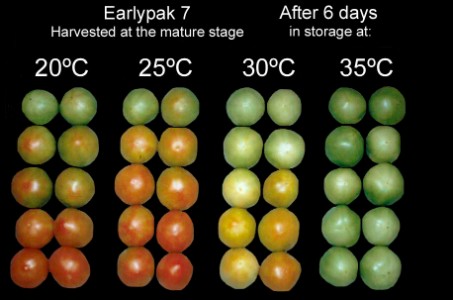 Earlypak 7
Harvested at the mature stage
After 6 days
in storage at:
20ºC 25ºC 30ºC 35ºC